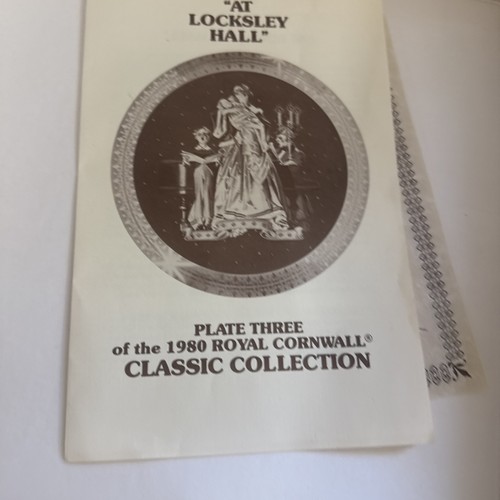 "AT
LOCKSLEY
HALL"
PLATE THREE
of the 1980 ROYAL CORNWALL®
CLASSIC COLLECTION